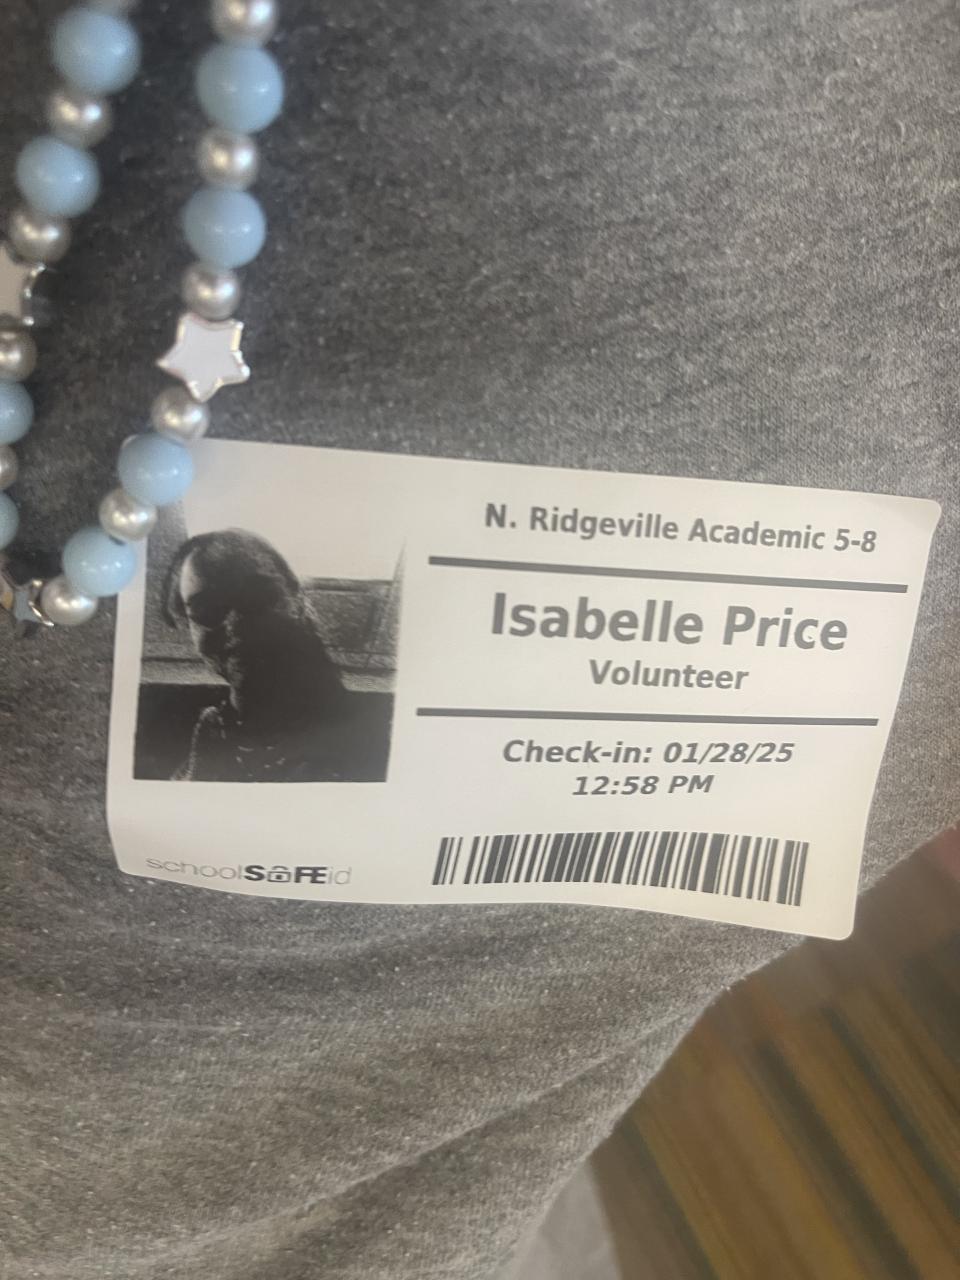 N. Ridgeville Academic 5-8
Isabelle Price
Volunteer
Check-in: 01/28/25
12:58 PM
schoolSAFEid